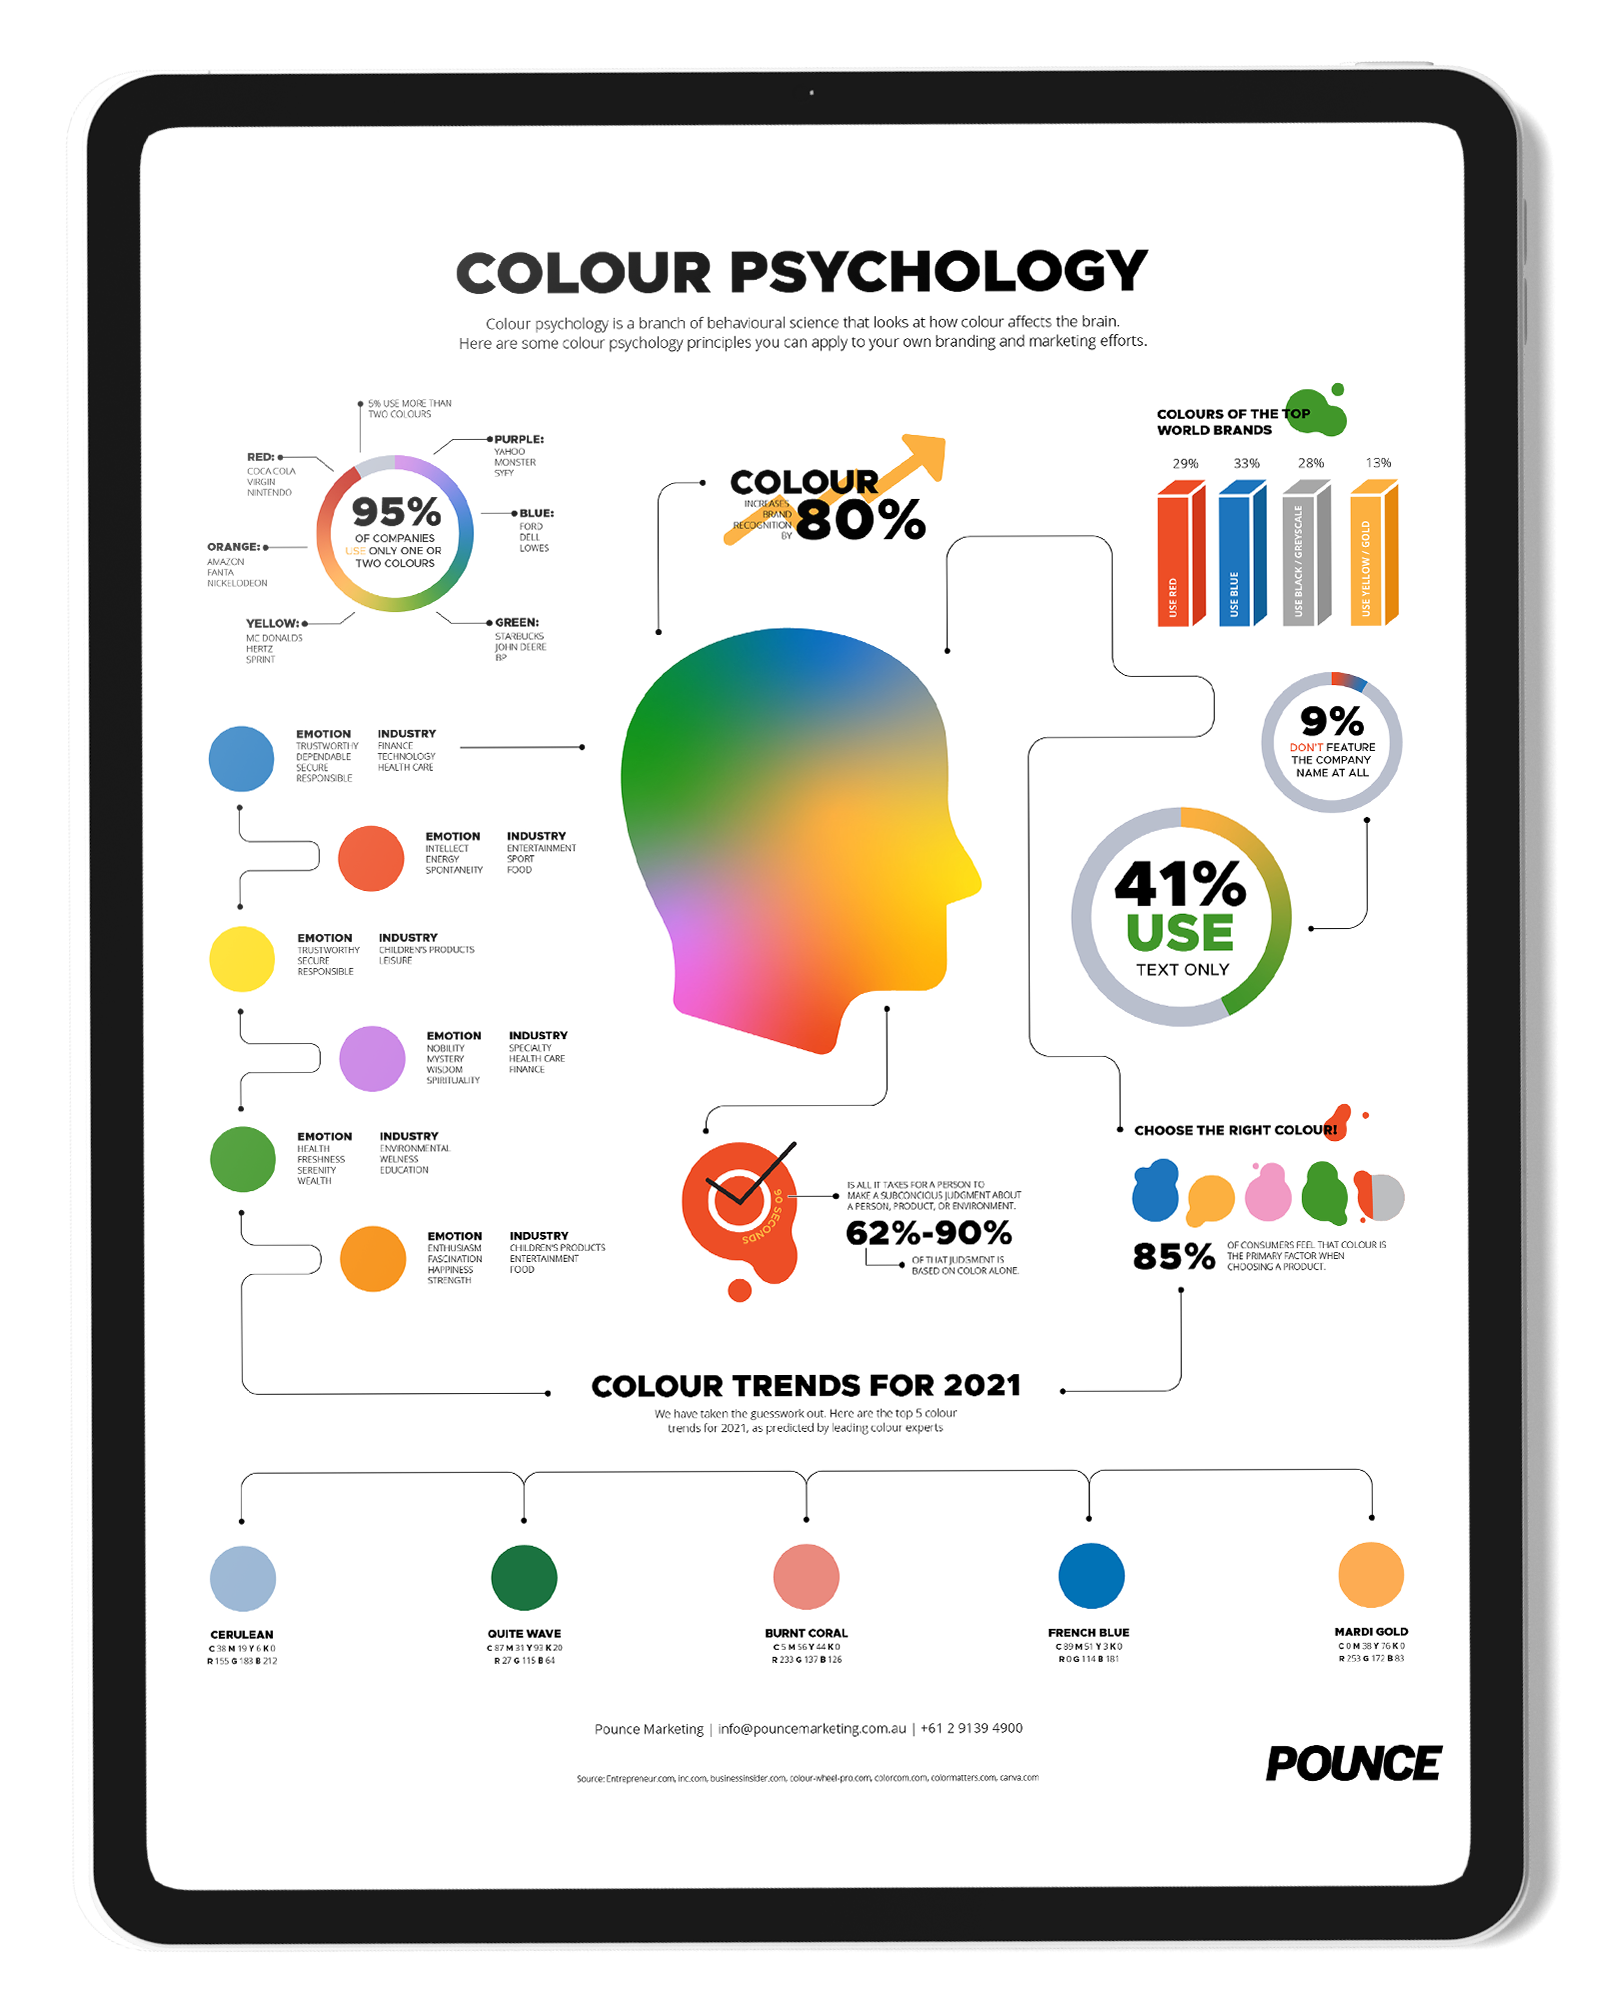 COLOUR PSYCHOLOGY
Colour psychology is a branch of behavioural science that looks at how colour affects the brain.
Here are some colour psychology principles you can apply to your own branding and marketing efforts.
5% USE MORE THAN
TWO COLOURS
RED:
COCA COLA
VIRGIN
NINTENDO
ORANGE:
AMAZON
FANTA
NICKELODEON
YELLOW:
MC DONALDS
HERTZ
SPRINT
95%
OF COMPANIES
USE ONLY ONE OR
TWO COLOURS
PURPLE:
YAHOO
MONSTER
SYFY
BLUE:
FORD
DELL
LOWES
GREEN:
STARBUCKS
JOHN DEERE
BP
COLOUR
INCREASES
BRAND
RECOGNITION
BY
80%
COLOURS OF THE TOP
WORLD BRANDS
29% 33% 28% 13%
USE RED
USE BLUE
USE BLACK / GREYSCALE
USE YELLOW / GOLD
9%
DON'T FEATURE
THE COMPANY
NAME AT ALL
41%
USE
TEXT ONLY
EMOTION
TRUSTWORTHY
DEPENDABLE
SECURE
RESPONSIBLE
INDUSTRY
FINANCE
TECHNOLOGY
HEALTH CARE
EMOTION
INTELLECT
ENERGY
SPONTANEITY
INDUSTRY
ENTERTAINMENT
SPORT
FOOD
EMOTION
TRUSTWORTHY
SECURE
RESPONSIBLE
INDUSTRY
CHILDREN'S PRODUCTS
LEISURE
EMOTION
NOBILITY
MYSTERY
WISDOM
SPIRITUALITY
INDUSTRY
SPECIALTY
HEALTH CARE
FINANCE
EMOTION
HEALTH
FRESHNESS
SERENITY
WEALTH
INDUSTRY
ENVIRONMENTAL
WELNESS
EDUCATION
EMOTION
ENTHUSIASM
FASCINATION
HAPPINESS
STRENGTH
INDUSTRY
CHILDREN'S PRODUCTS
ENTERTAINMENT
FOOD
90 SECONDS
IS ALL IT TAKES FOR A PERSON TO
MAKE A SUBCONCIOUS JUDGMENT ABOUT
A PERSON, PRODUCT, OR ENVIRONMENT.
62%-90%
OF THAT JUDGMENT IS
BASED ON COLOR ALONE.
CHOOSE THE RIGHT COLOUR!
85%
OF CONSUMERS FEEL THAT COLOUR IS
THE PRIMARY FACTOR WHEN
CHOOSING A PRODUCT.
COLOUR TRENDS FOR 2021
We have taken the guesswork out. Here are the top 5 colour
trends for 2021, as predicted by leading colour experts
CERULEAN
C 38 M 19 Y 6 K 0
R 155 G 183 B 212
QUITE WAVE
C 87 M 31 Y 93 K 20
R 27 G 115 B 64
BURNT CORAL
C 5 M 56 Y 44 K 0
R 233 G 137 B 126
FRENCH BLUE
C 89 M 51 Y 3 K 0
R 0 G 114 B 181
MARDI GOLD
C 0 M 38 Y 76 K 0
R 253 G 172 B 83
Pounce Marketing | info@pouncemarketing.com.au | +61 2 9139 4900
POUNCE
Source: Entrepreneur.com, inc.com, businessinsider.com, colour-wheel-pro.com, colorcom.com, colormatters.com, canva.com